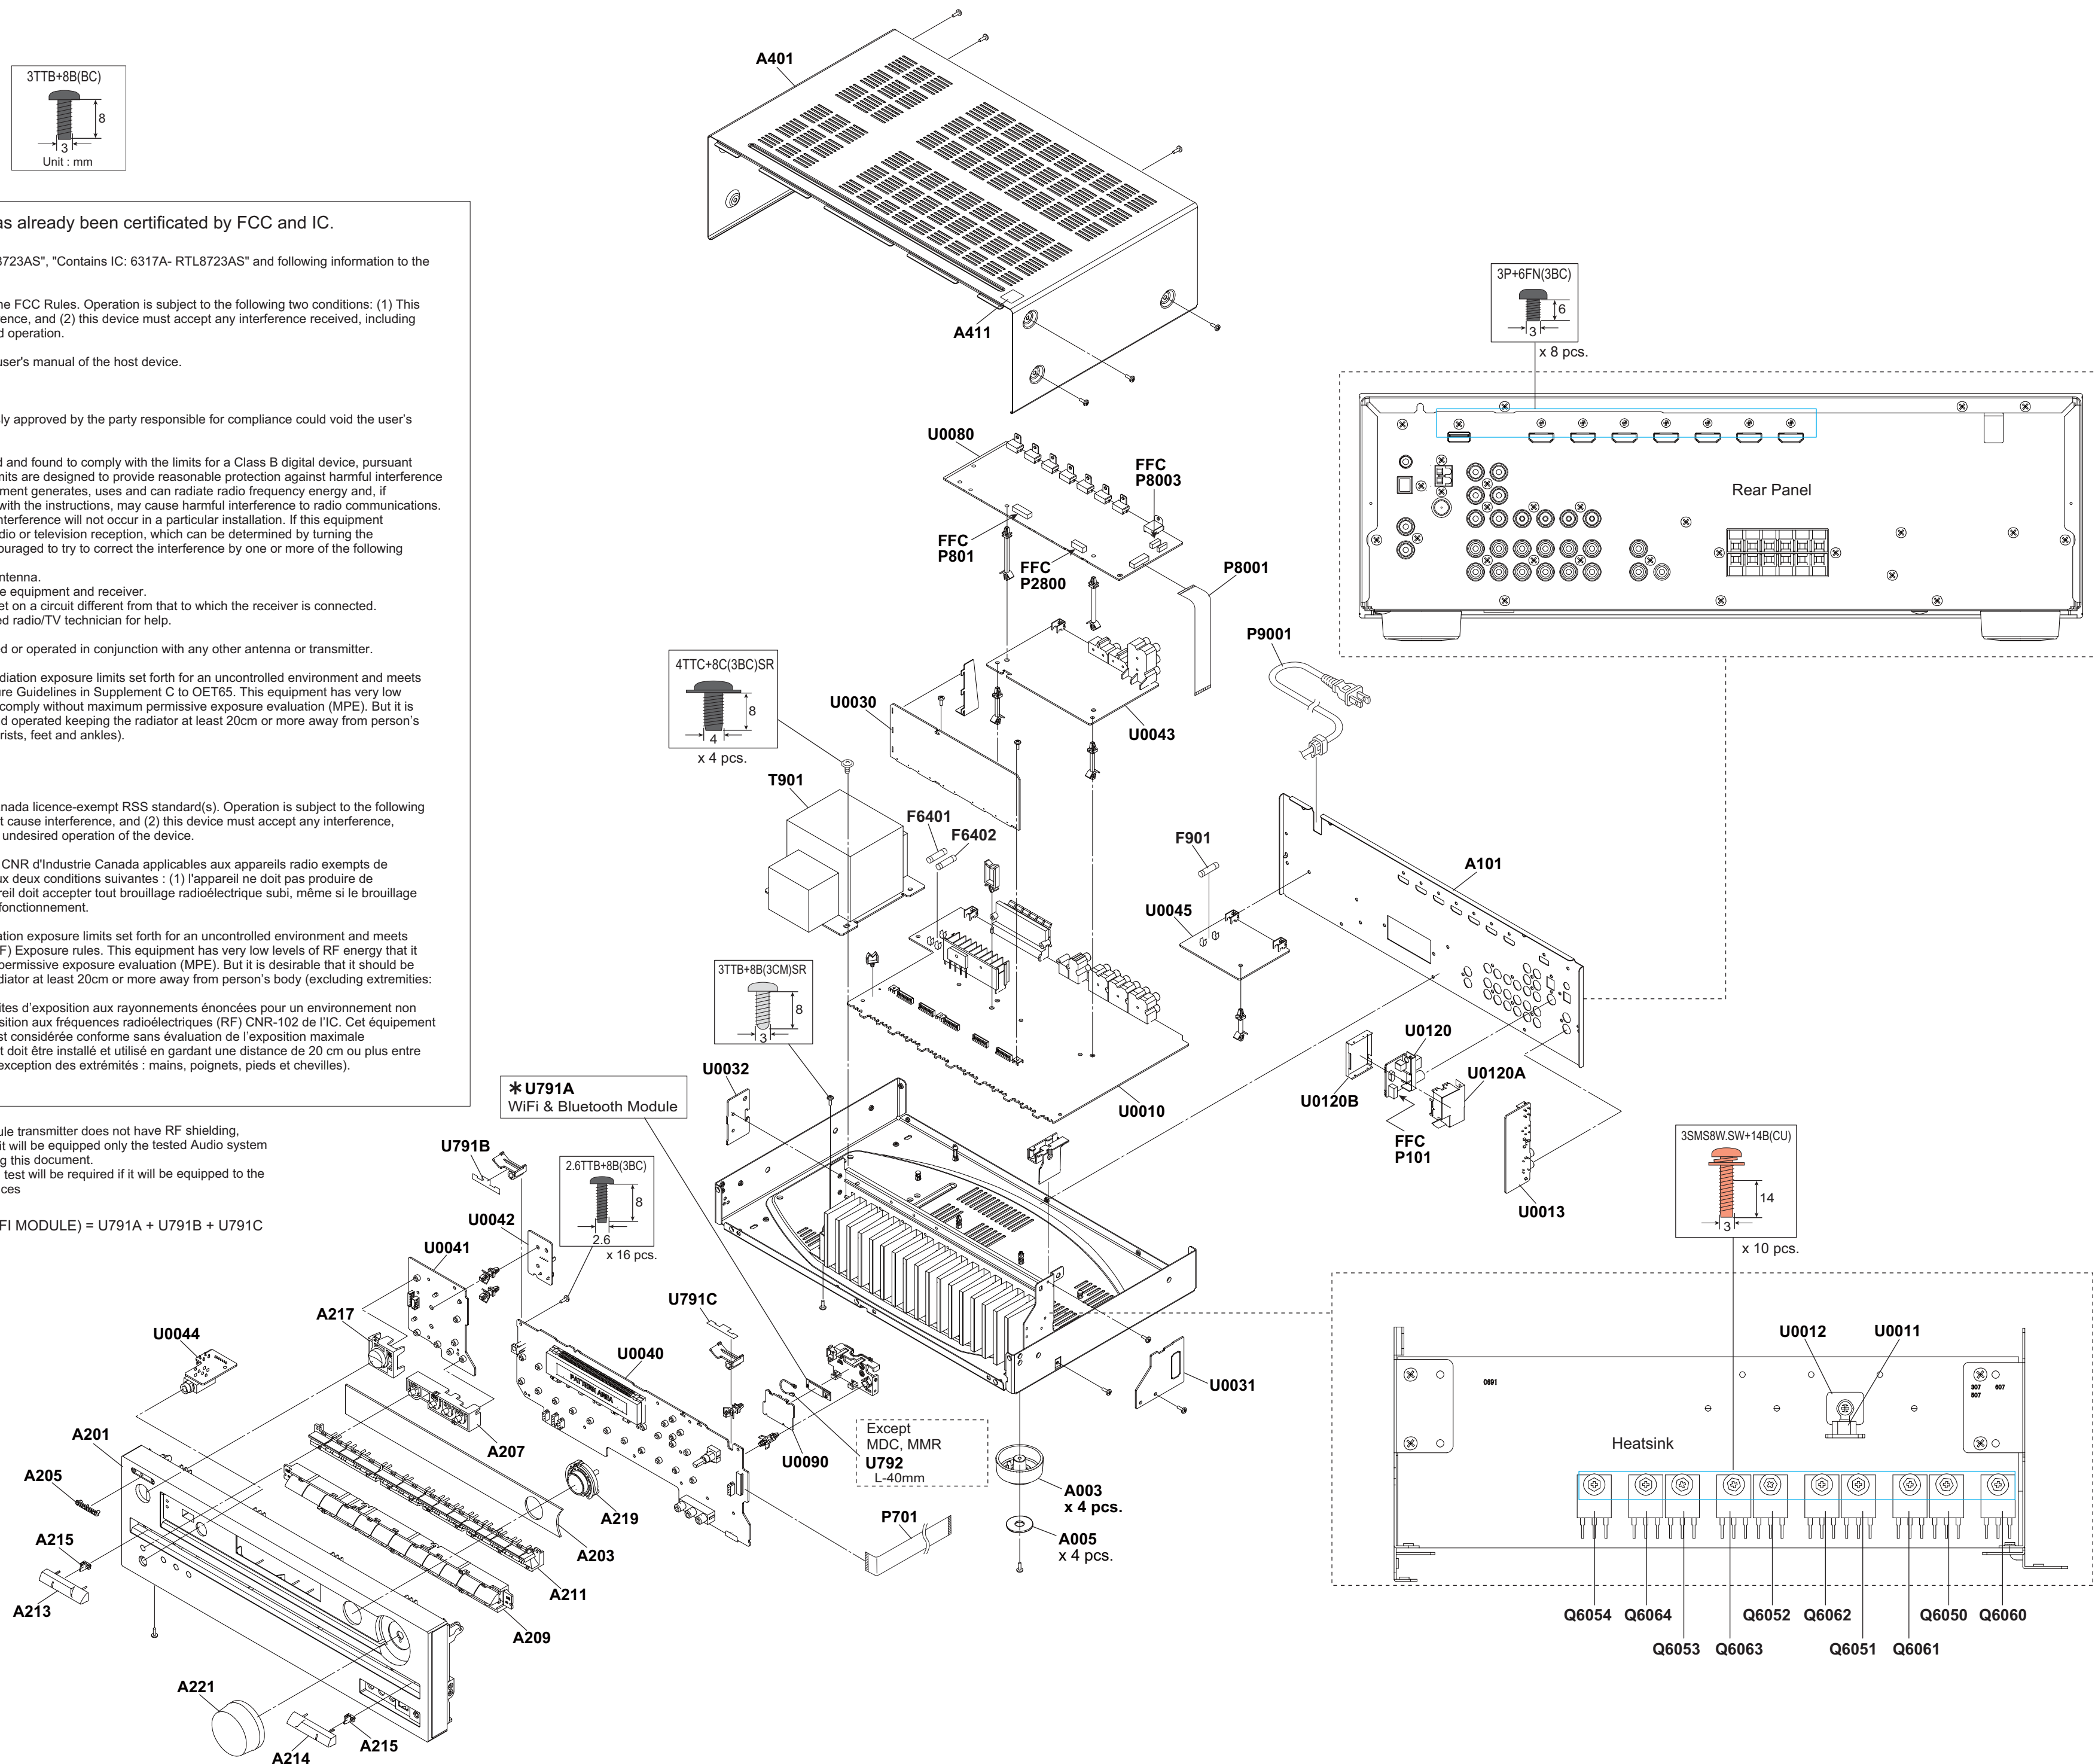 3TTB+8B(BC)
8
3
Unit : mm
as already been certificated by FCC and IC.
8723AS", "Contains IC: 6317A- RTL8723AS" and following information to the
he FCC Rules. Operation is subject to the following two conditions: (1) This
rence, and (2) this device must accept any interference received, including
d operation.
user's manual of the host device.
ly approved by the party responsible for compliance could void the user's
d and found to comply with the limits for a Class B digital device, pursuant
mits are designed to provide reasonable protection against harmful interference
ment generates, uses and can radiate radio frequency energy and, if
with the instructions, may cause harmful interference to radio communications.
nterference will not occur in a particular installation. If this equipment
dio or television reception, which can be determined by turning the
ouraged to try to correct the interference by one or more of the following
ntenna.
e equipment and receiver.
et on a circuit different from that to which the receiver is connected.
ed radio/TV technician for help.
ed or operated in conjunction with any other antenna or transmitter.
diation exposure limits set forth for an uncontrolled environment and meets
ure Guidelines in Supplement C to OET65. This equipment has very low
comply without maximum permissive exposure evaluation (MPE). But it is
d operated keeping the radiator at least 20cm or more away from person's
rists, feet and ankles).
nada licence-exempt RSS standard(s). Operation is subject to the following
t cause interference, and (2) this device must accept any interference,
undesired operation of the device.
CNR d'Industrie Canada applicables aux appareils radio exempts de
ux deux conditions suivantes : (1) l'appareil ne doit pas produire de
areil doit accepter tout brouillage radioélectrique subi, même si le brouillage
fonctionnement.
ation exposure limits set forth for an uncontrolled environment and meets
F) Exposure rules. This equipment has very low levels of RF energy that it
permissive exposure evaluation (MPE). But it is desirable that it should be
diator at least 20cm or more away from person's body (excluding extremities:
ites d'exposition aux rayonnements énoncées pour un environnement non
sition aux fréquences radioélectriques (RF) CNR-102 de l'IC. Cet équipement
st considérée conforme sans évaluation de l'exposition maximale
t doit être installé et utilisé en gardant une distance de 20 cm ou plus entre
exception des extrémités : mains, poignets, pieds et chevilles).
ule transmitter does not have RF shielding,
it will be equipped only the tested Audio system
g this document.
test will be required if it will be equipped to the
ces
FI MODULE) = U791A + U791B + U791C
A401
A411
3P+6FN(3BC)
6
3
x 8 pcs.
Rear Panel
U0080
FFC
P8003
FFC
P801
FFC
P2800
P8001
P9001
4TTC+8C(3BC)SR
8
4
x 4 pcs.
U0030
U0043
T901
F6401
F6402
F901
U0045
A101
3TTB+8B(3CM)SR
8
3
U0032
U0010
U0120
U0120A
U0120B
FFC
P101
U0013
∗U791A
WiFi & Bluetooth Module
U791B
2.6TTB+8B(3BC)
8
2.6
x 16 pcs.
U0042
U0041
A217
U0044
U791C
U0040
PATTERN AREA
U0031
A207
U0090
Except
MDC, MMR
U792
L-40mm
A003
x 4 pcs.
A005
x 4 pcs.
A201
A205
A215
A213
A219
A203
A211
A209
P701
A221
A214
A215
3SMS8W.SW+14B(CU)
14
3
x 10 pcs.
U0012
U0011
0691
307
607
507
Heatsink
Q6054
Q6064
Q6052
Q6062
Q6050
Q6060
Q6053
Q6063
Q6051
Q6061